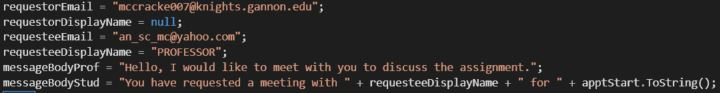 requestorEmail = "mccracke007@knights.gannon.edu";
requestorDisplayName = null;
requesteeEmail = "an_sc_mc@yahoo.com";
requesteeDisplayName = "PROFESSOR";
messageBodyProf = "Hello, I would like to meet with you to discuss the assignment.";
messageBodyStud = "You have requested a meeting with " + requesteeDisplayName + " for " + apptStart.ToString();